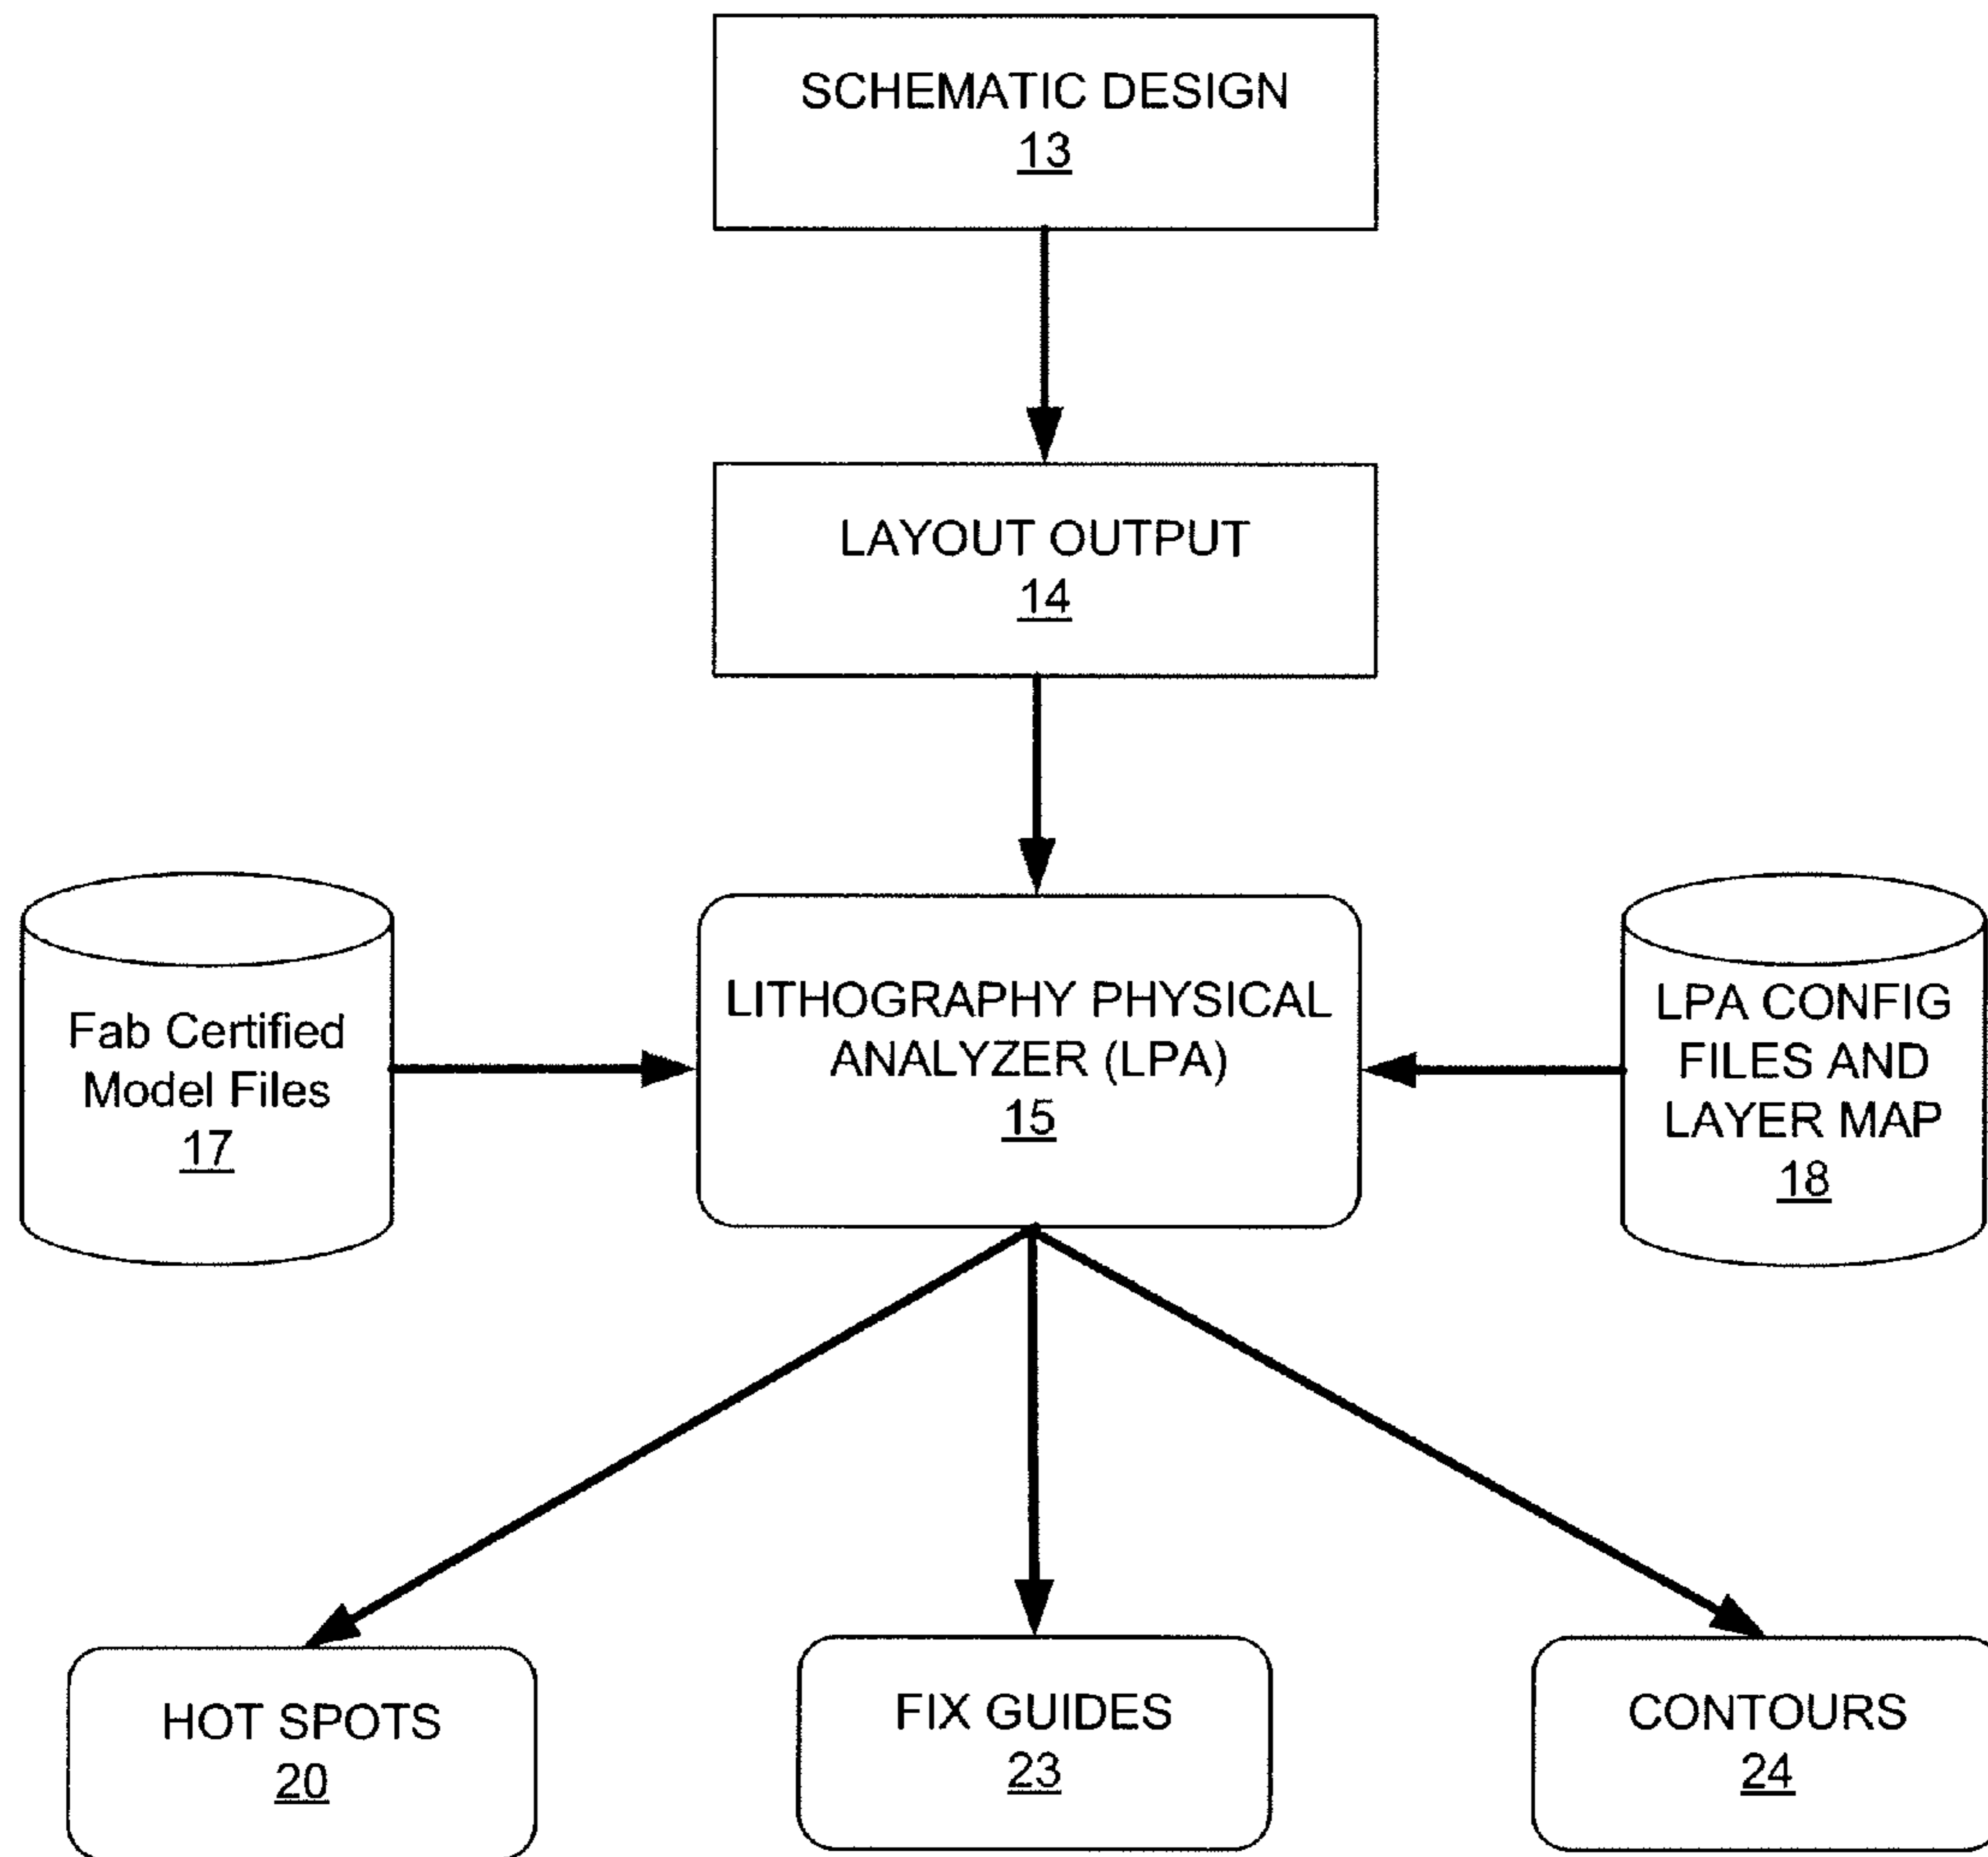 SCHEMATIC DESIGN
13
LAYOUT OUTPUT
14
Fab Certified
Model Files
17
LITHOGRAPHY PHYSICAL
ANALYZER (LPA)
15
LPA CONFIG
FILES AND
LAYER MAP
18
HOT SPOTS
20
FIX GUIDES
23
CONTOURS
24